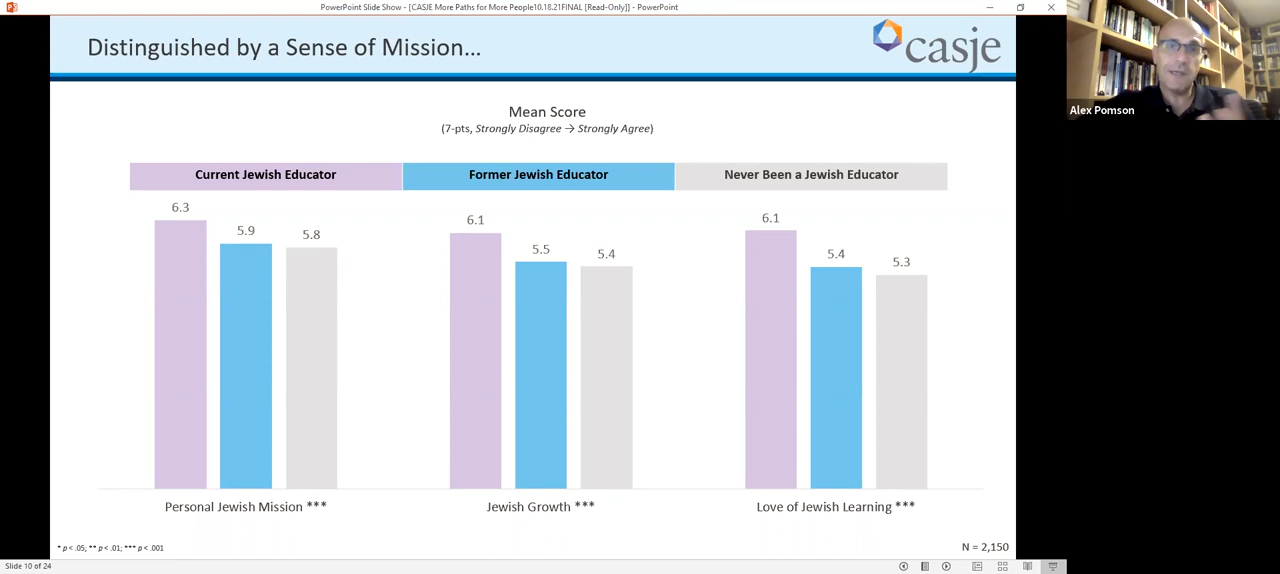 PowerPoint Slide Show - [CASJE More Paths for More People10.18.21FINAL [Read-Only]] - PowerPoint
Distinguished by a Sense of Mission...
casje
Alex Pomson
Mean Score
(7-pts, Strongly Disagree → Strongly Agree)
Current Jewish Educator
Former Jewish Educator
Never Been a Jewish Educator
6.3
5.9
5.8
6.1
5.5
5.4
6.1
5.4
5.3
Personal Jewish Mission ***
Jewish Growth ***
Love of Jewish Learning ***
* p < .05; ** p < .01; *** p < .001
N = 2,150
Slide 10 of 24